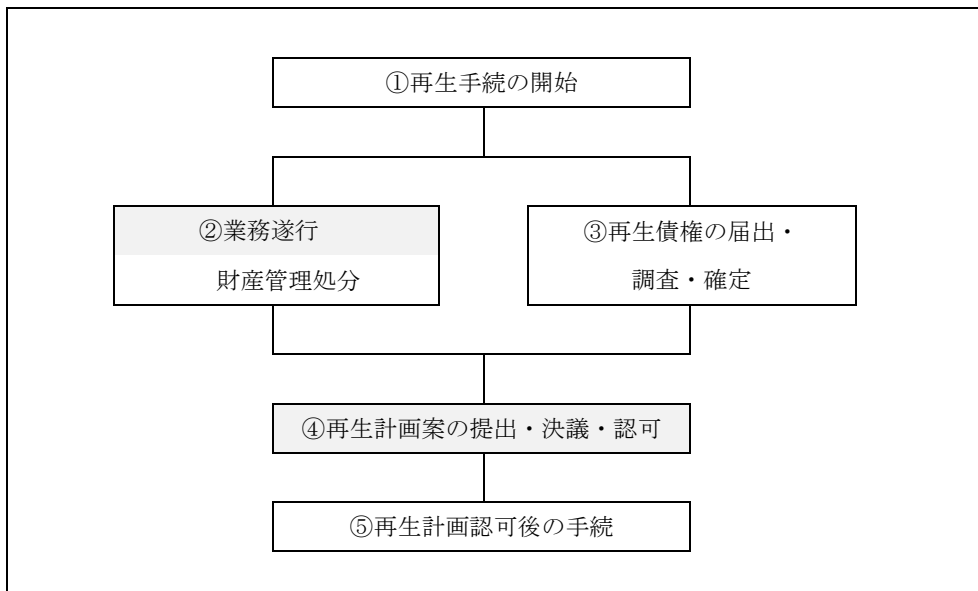 ①再生手続の開始
②業務遂行
財産管理処分
③再生債権の届出・
調査・確定
④再生計画案の提出・決議・認可
⑤再生計画認可後の手続